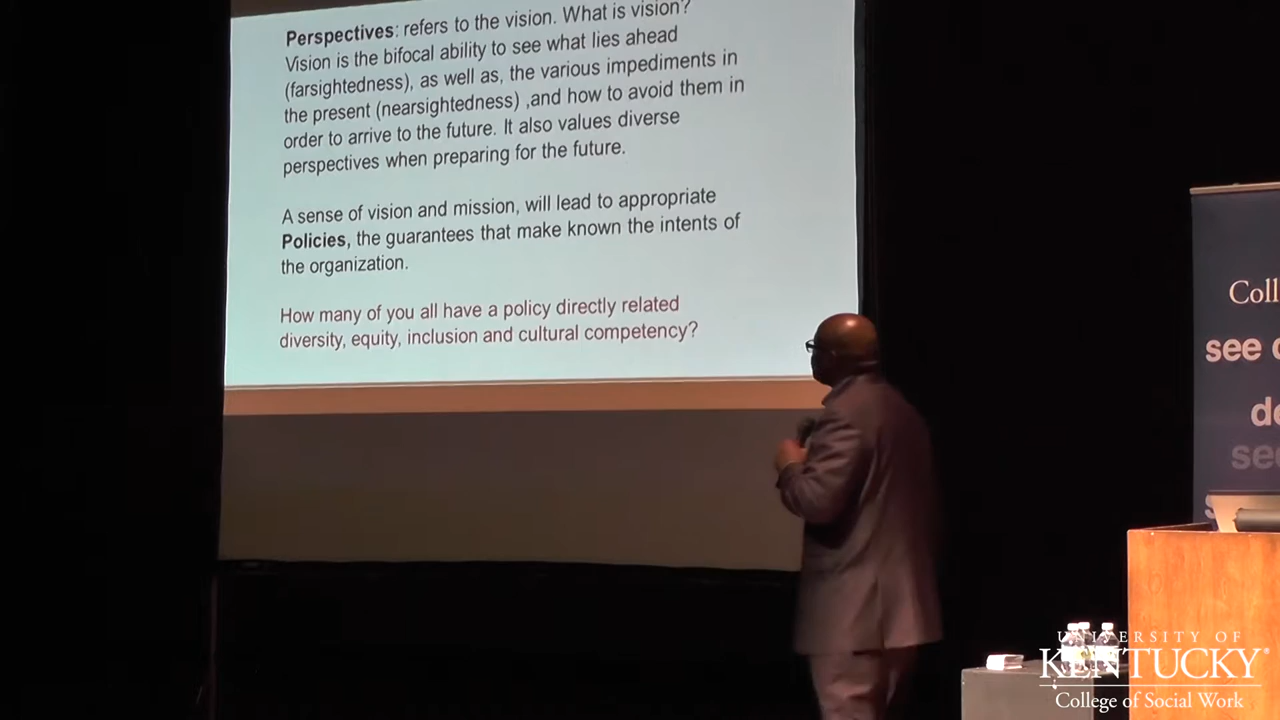 Perspectives: refers to the vision. What is vision?
Vision is the bifocal ability to see what lies ahead
(farsightedness), as well as, the various impediments in
the present (nearsightedness) ,and how to avoid them in
order to arrive to the future. It also values diverse
perspectives when preparing for the future.
A sense of vision and mission, will lead to appropriate
Policies, the guarantees that make known the intents of
the organization.
How many of you all have a policy directly related
diversity, equity, inclusion and cultural competency?
Coll
see
UNIVERSITY OF
KENTUCKY®
College of Social Work